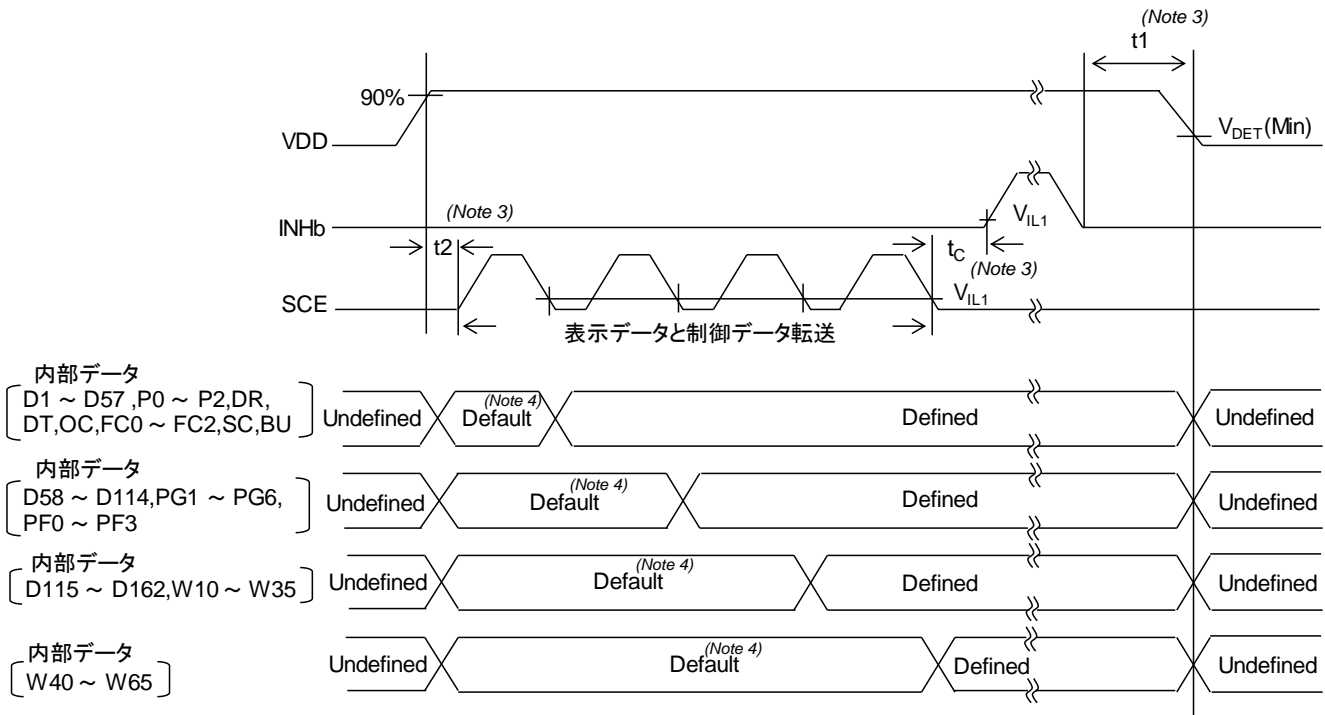 (Note 3)
t1
90%
VDD
VDET(Min)
(Note 3)
INHb
VIL1
t2
tC
(Note 3)
SCE
VIL1
表示データと制御データ転送
内部データ
D1 ~ D57 ,P0 ~ P2,DR,
DT,OC,FC0 ~ FC2,SC,BU
Undefined
(Note 4)
Default
Defined
Undefined
内部データ
D58 ~ D114,PG1 ~ PG6,
PF0 ~ PF3
Undefined
(Note 4)
Default
Defined
Undefined
内部データ
D115 ~ D162,W10 ~ W35
Undefined
(Note 4)
Default
Defined
Undefined
内部データ
W40 ~ W65
Undefined
(Note 4)
Default
Defined
Undefined